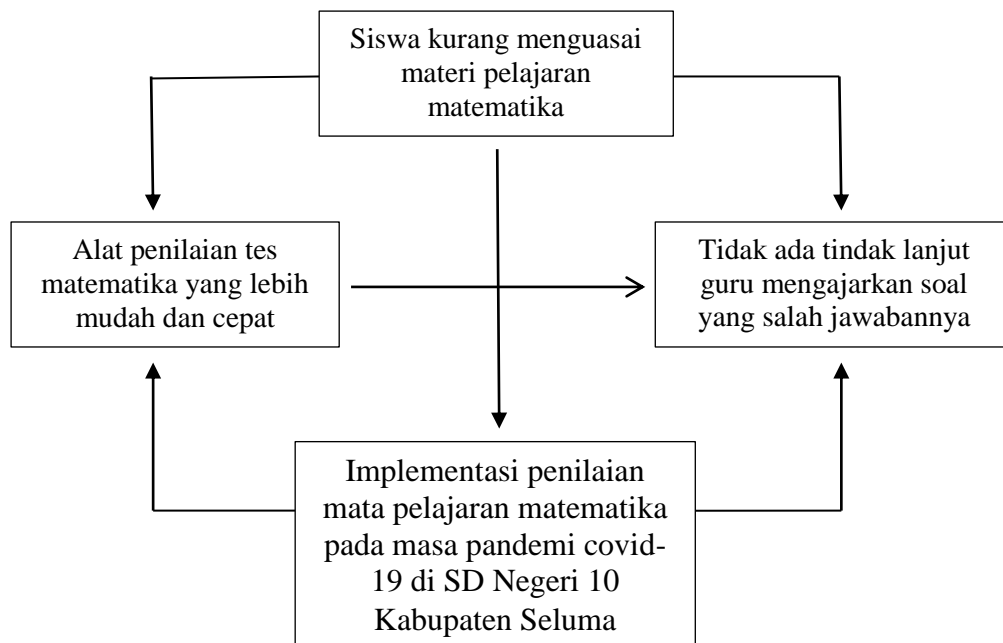 Siswa kurang menguasai
materi pelajaran
matematika
Alat penilaian tes
matematika yang lebih
mudah dan cepat
Tidak ada tindak lanjut
guru mengajarkan soal
yang salah jawabannya
Implementasi penilaian
mata pelajaran matematika
pada masa pandemi covid-
19 di SD Negeri 10
Kabupaten Seluma